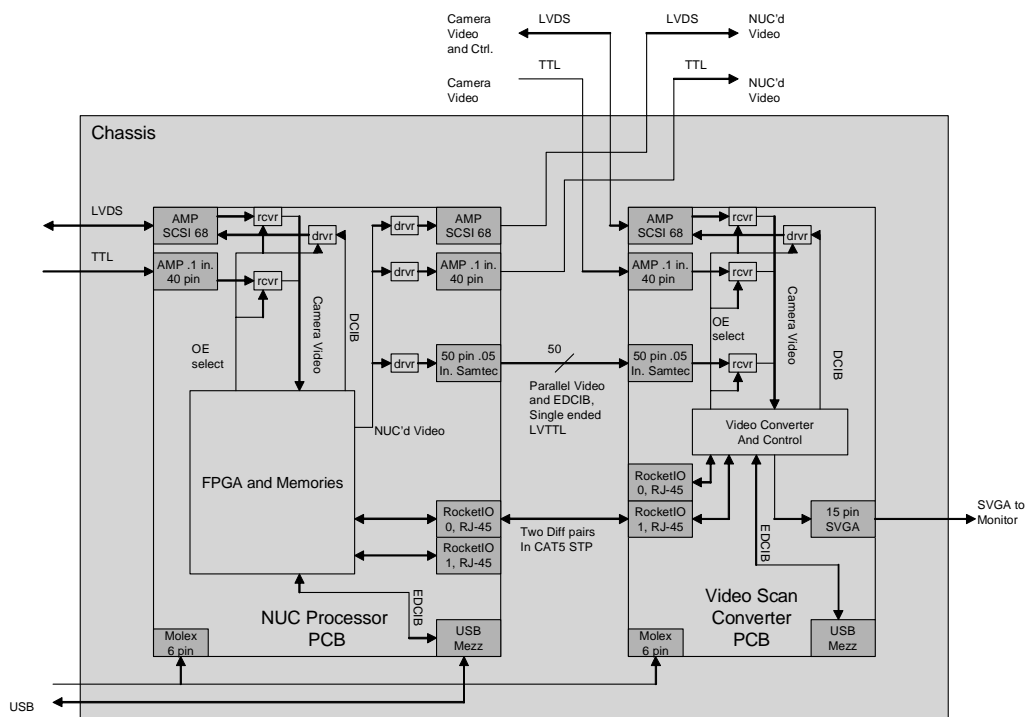 Camera
Video
and Ctrl.
LVDS
LVDS
NUC'd
Video
Camera
Video
TTL
TTL
NUC'd
Video
Chassis
LVDS
AMP
SCSI 68
rcvr
drvr
drvr
AMP
SCSI 68
AMP
SCSI 68
rcvr
drvr
TTL
AMP .1 in.
40 pin
rcvr
drvr
AMP .1 in.
40 pin
AMP .1 in.
40 pin
rcvr
Camera Video
DCIB
OE
select
drvr
50 pin .05
In. Samtec
50
Parallel Video
and EDCIB,
Single ended
LVTTL
50 pin .05
In. Samtec
rcvr
OE
select
Camera Video
DCIB
NUC'd Video
Video Converter
And Control
FPGA and Memories
RocketIO
0, RJ-45
RocketIO
1, RJ-45
Two Diff pairs
In CAT5 STP
RocketIO
0, RJ-45
RocketIO
1, RJ-45
15 pin
SVGA
SVGA to
Monitor
EDCIB
EDCIB
NUC Processor
PCB
Video Scan
Converter
PCB
Molex
6 pin
USB
Mezz
Molex
6 pin
USB
Mezz
USB